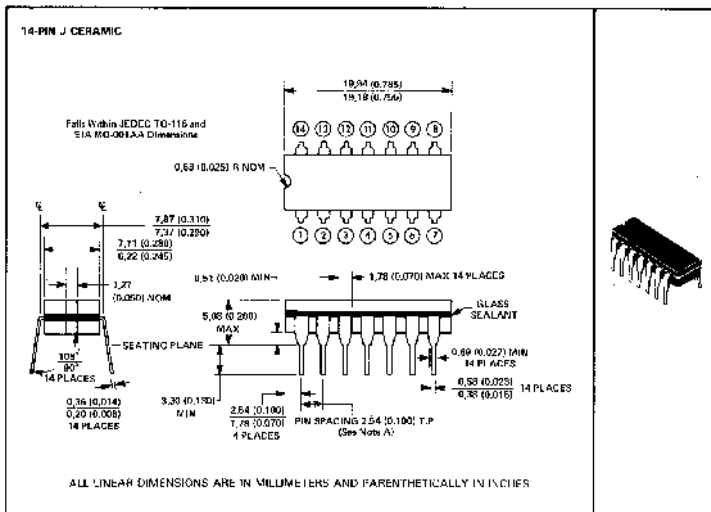 14-PIN J CERAMIC
19,94 (0.785)
19,18 (0.755)
Falls Within JEDEC TO-116 and
EIA MO-001AA Dimensions
14 13 12 11 10 9 8
0,63 (0.025) R NOM
1 2 3 4 5 6 7
℄ ℄
7,87 (0.310)
7,37 (0.290)
7,11 (0.280)
6,22 (0.245)
1,27
(0.050) NOM
0,51 (0.020) MIN
1,78 (0.070) MAX 14 PLACES
5,08 (0.200)
MAX
GLASS
SEALANT
SEATING PLANE
105°
90°
14 PLACES
0,69 (0.027) MIN
14 PLACES
0,58 (0.023)
0,38 (0.015)
14 PLACES
0,36 (0.014)
0,20 (0.008)
14 PLACES
3,30 (0.130)
MIN
2,54 (0.100)
1,78 (0.070)
4 PLACES
PIN SPACING 2,54 (0.100) T.P
(See Note A)
ALL LINEAR DIMENSIONS ARE IN MILLIMETERS AND PARENTHETICALLY IN INCHES